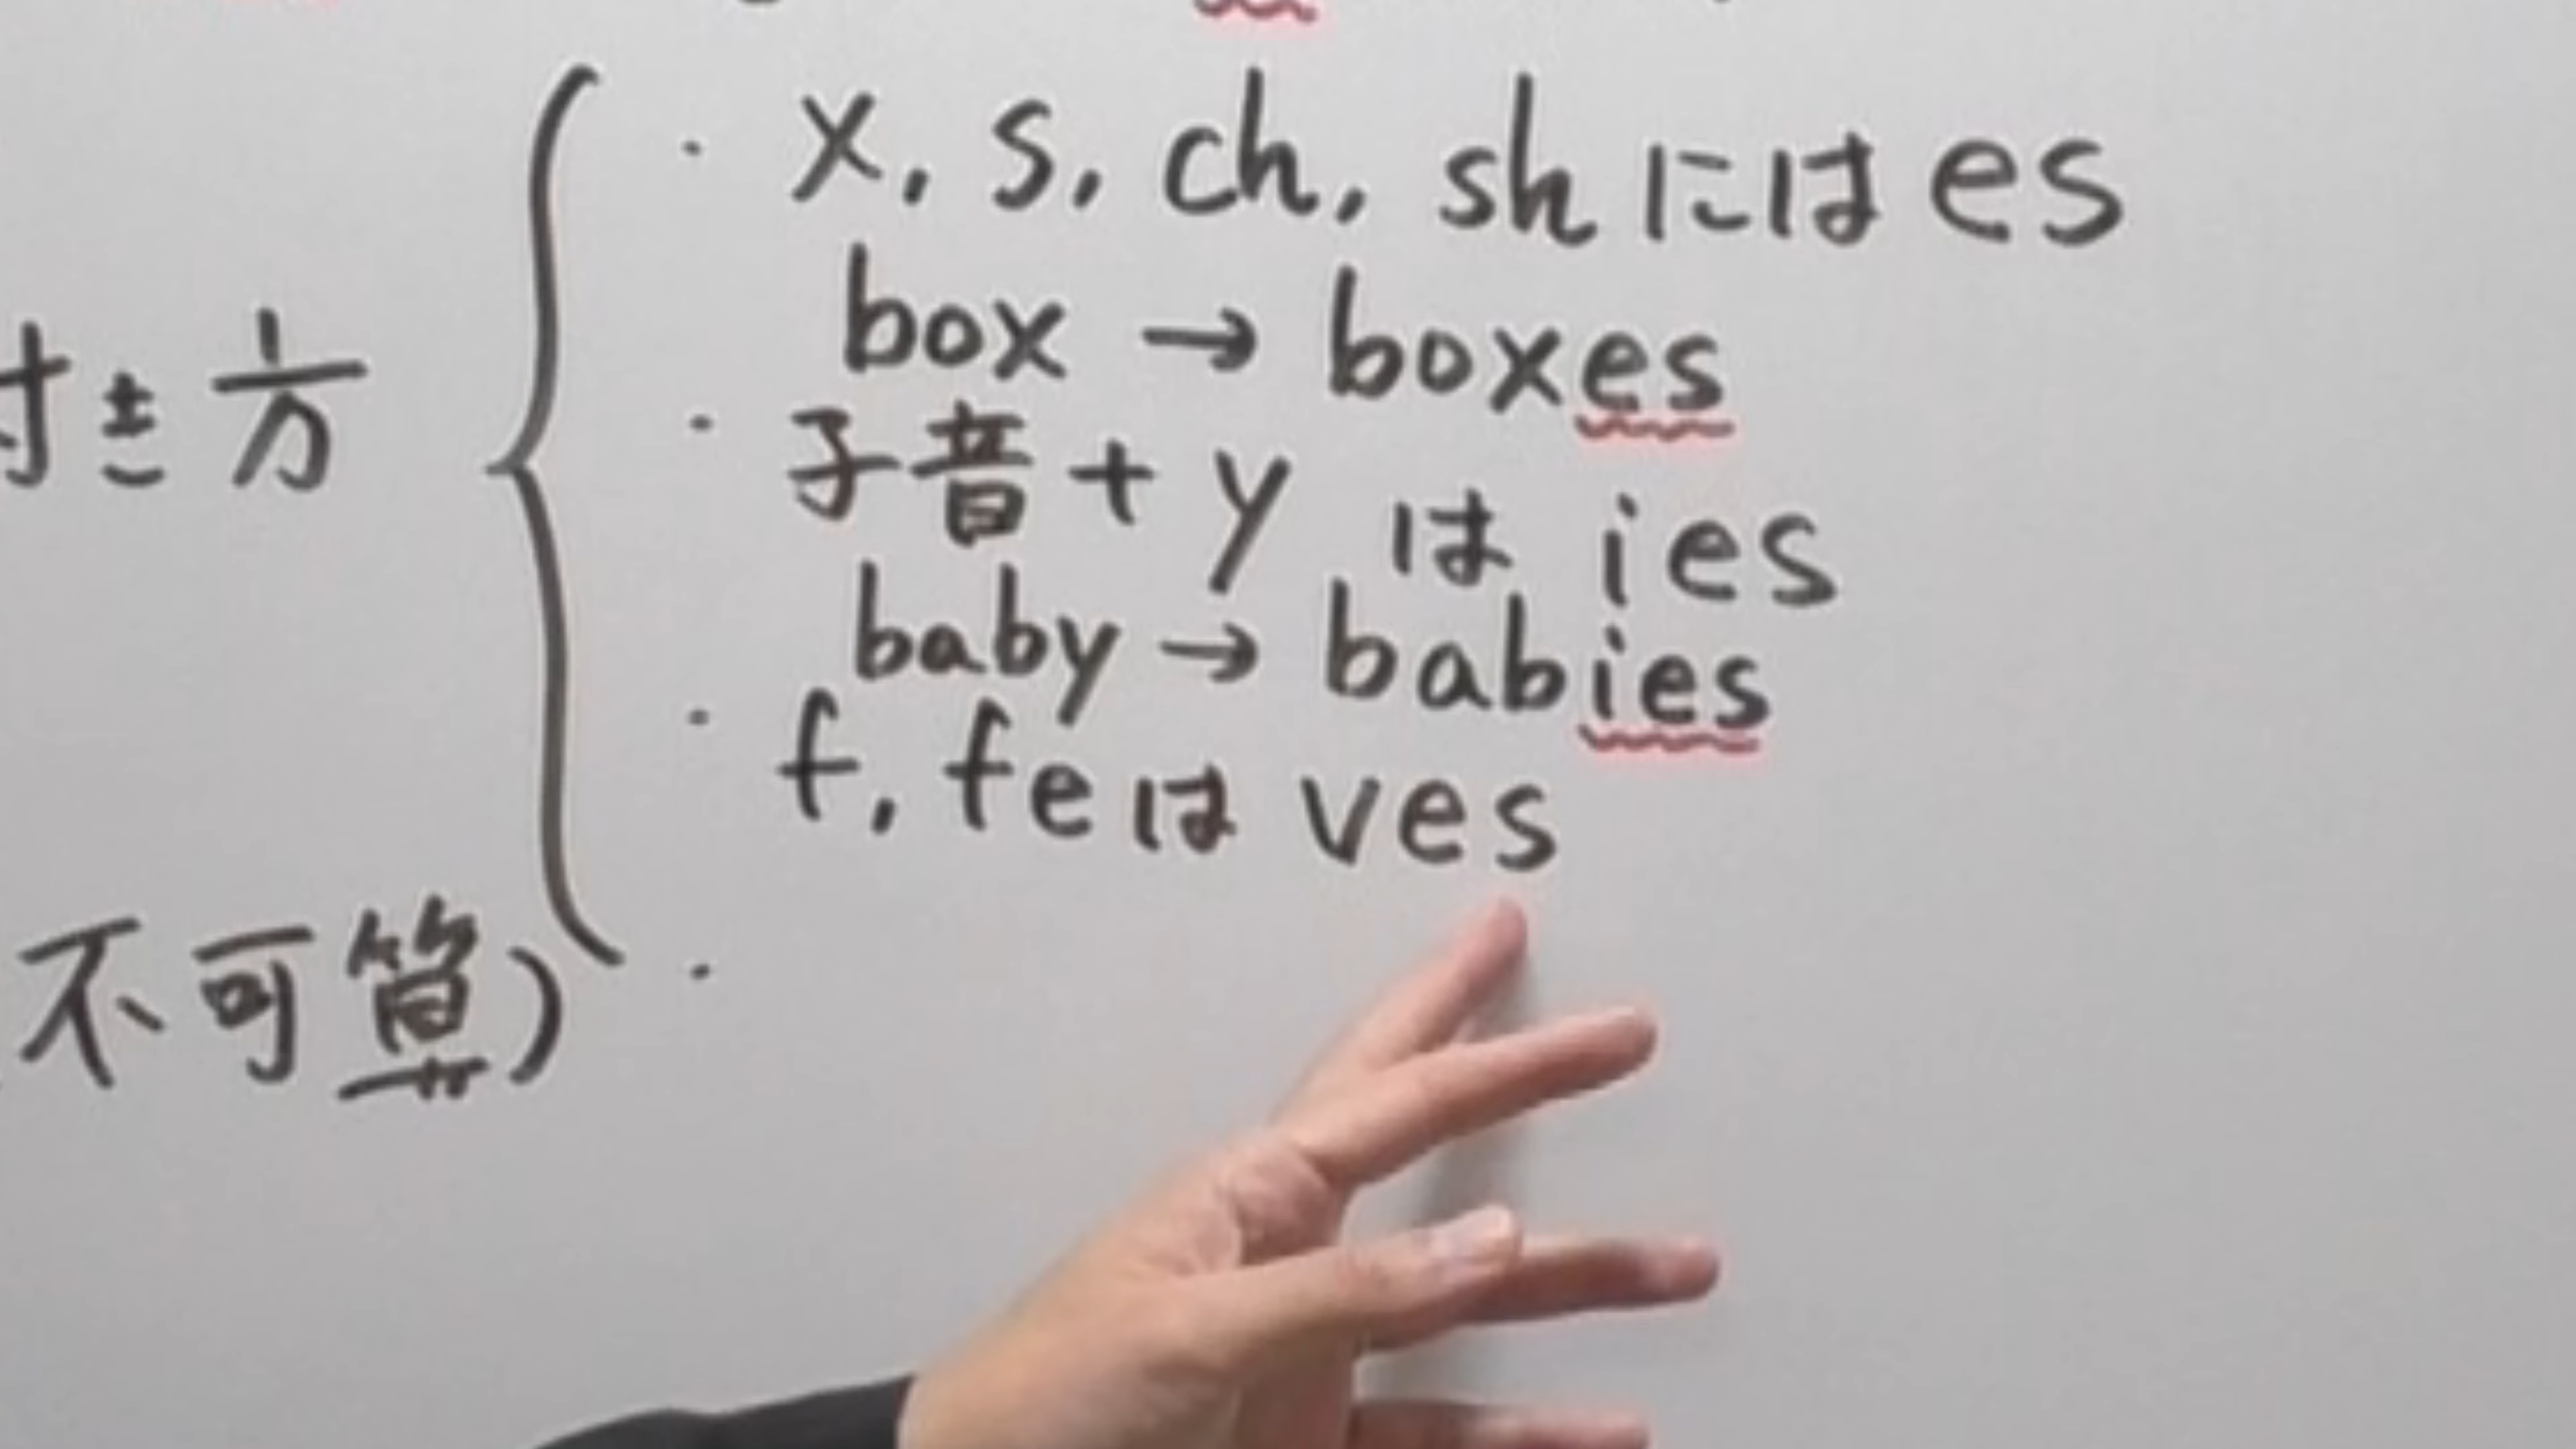 ・x, s, ch, sh には es
box → boxes
付き方
・子音 + y は ies
baby → babies
・f, fe は ves
不可算)
・